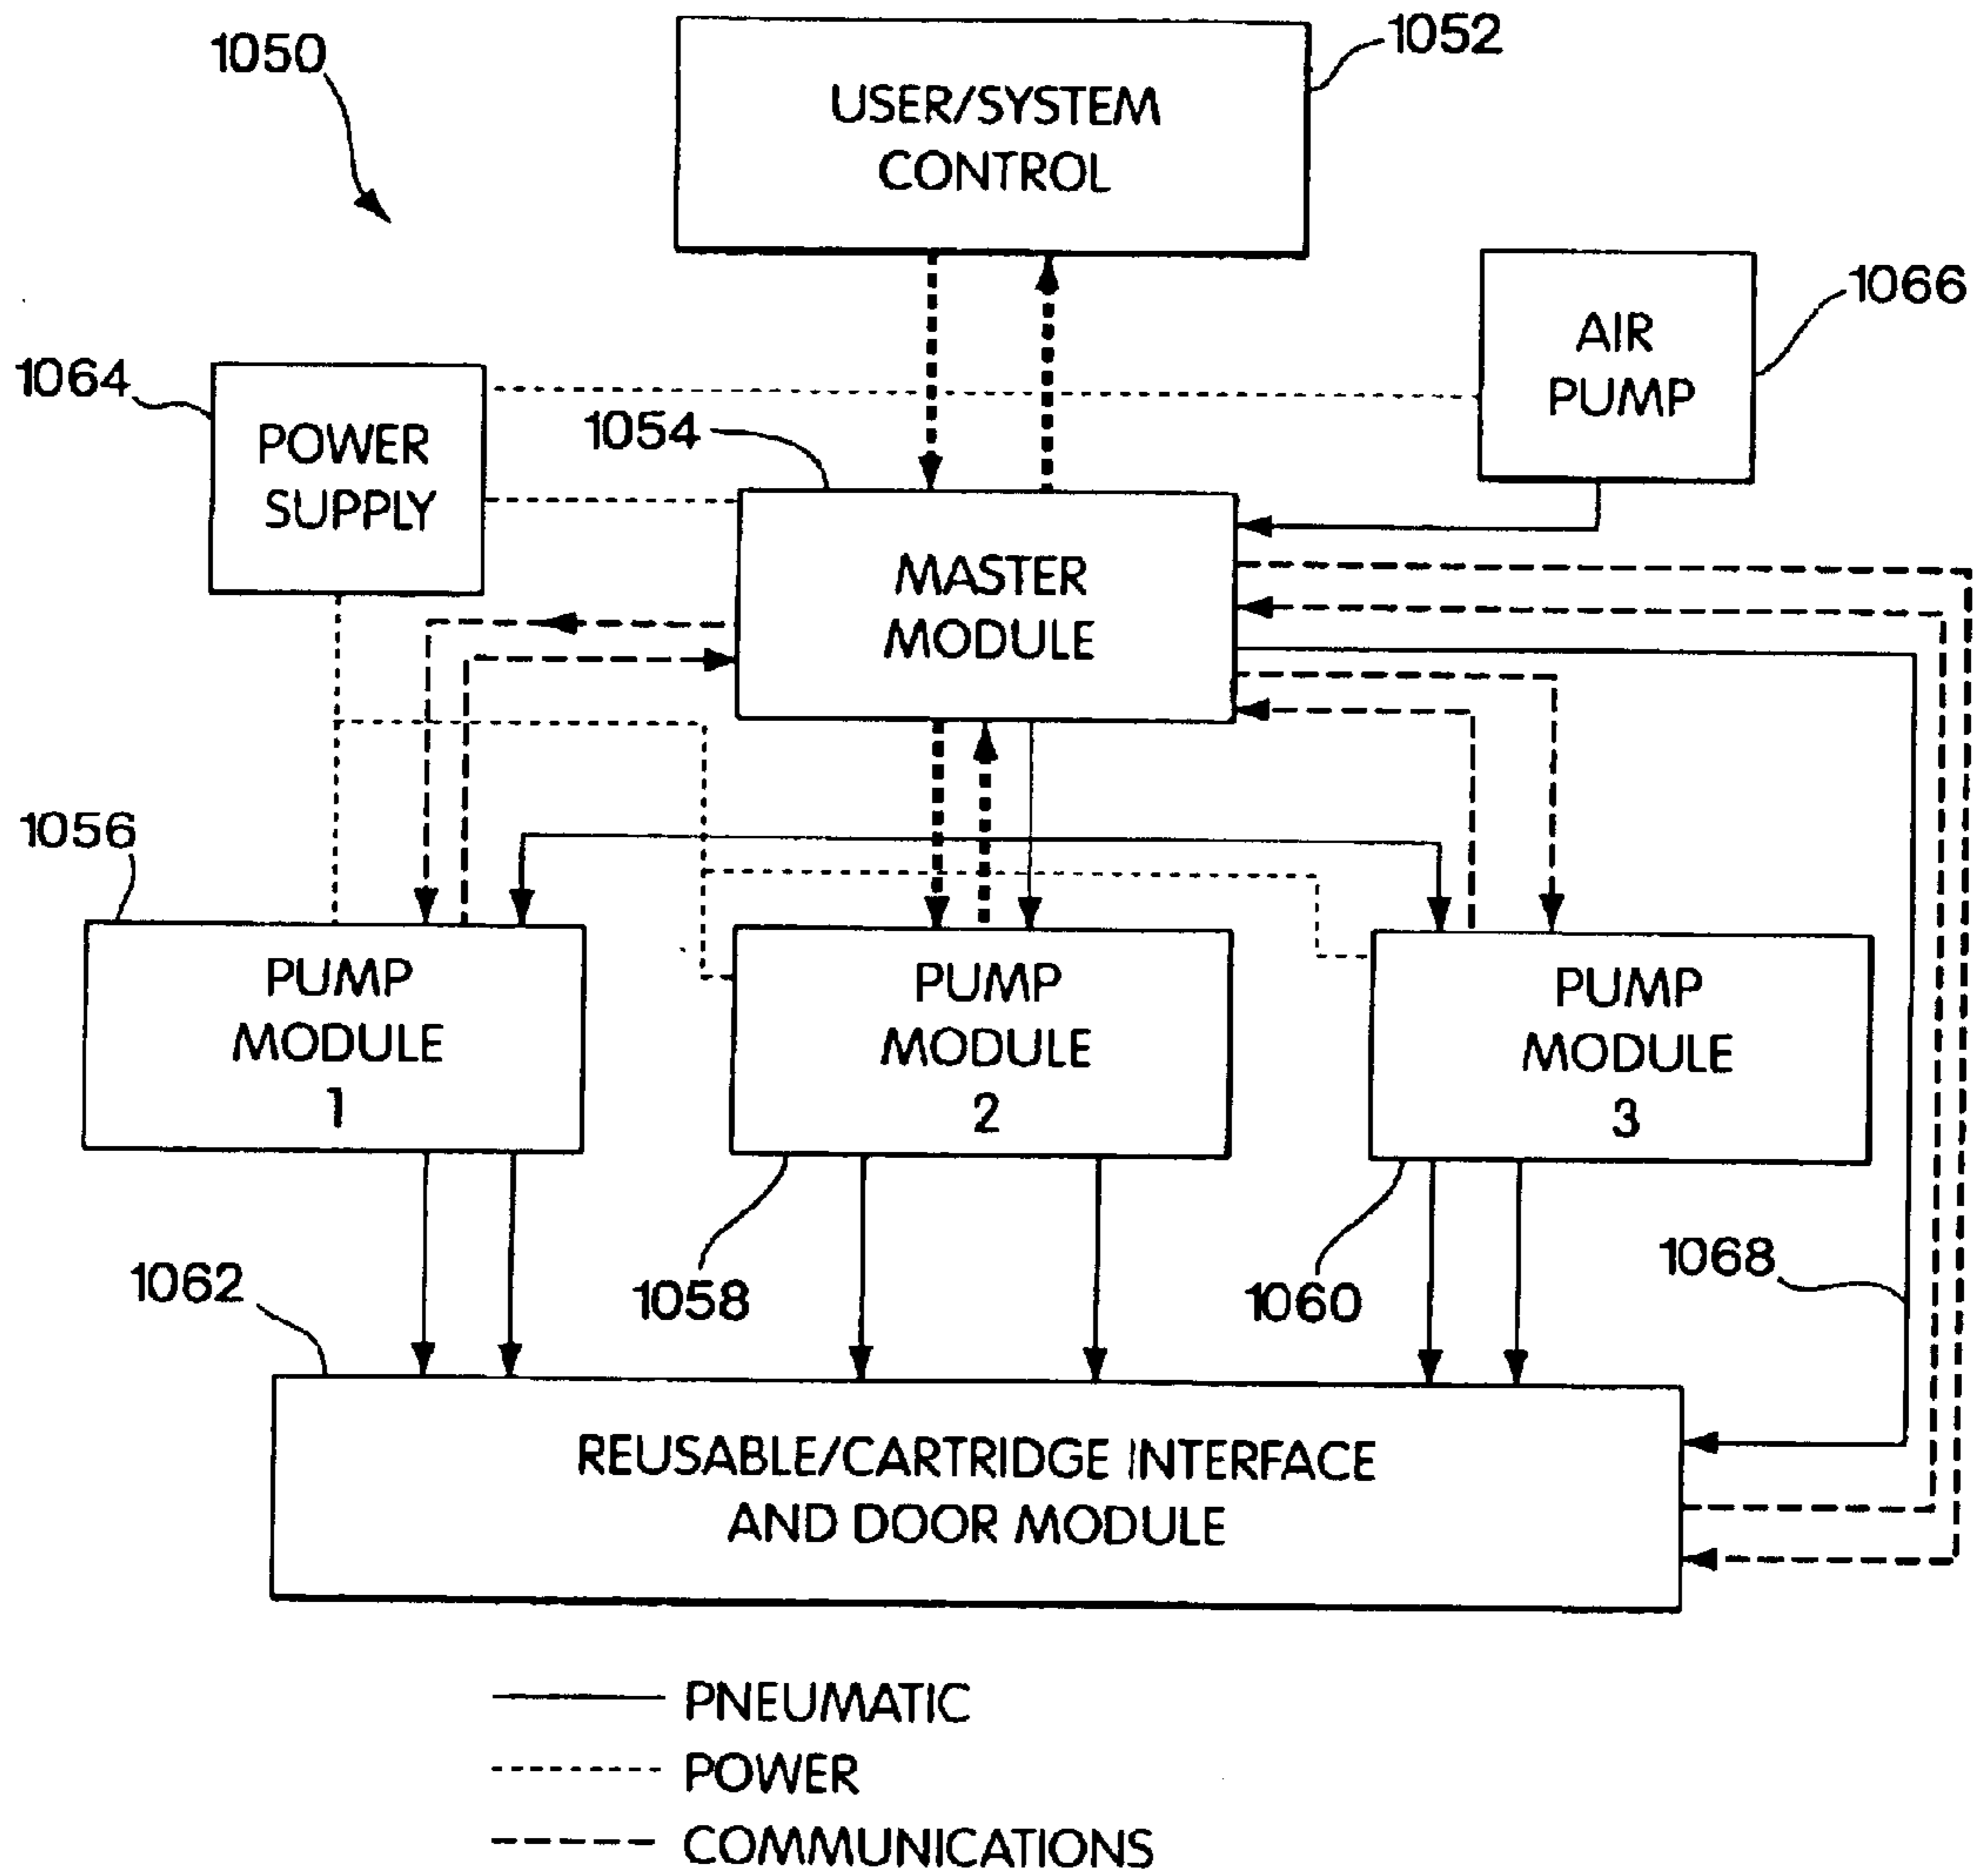 1050
USER/SYSTEM
CONTROL
1052
AIR
PUMP
1066
1064
POWER
SUPPLY
1054
MASTER
MODULE
1056
PUMP
MODULE
1
PUMP
MODULE
2
PUMP
MODULE
3
1062
1058
1060
1068
REUSABLE/CARTRIDGE INTERFACE
AND DOOR MODULE
PNEUMATIC
POWER
COMMUNICATIONS